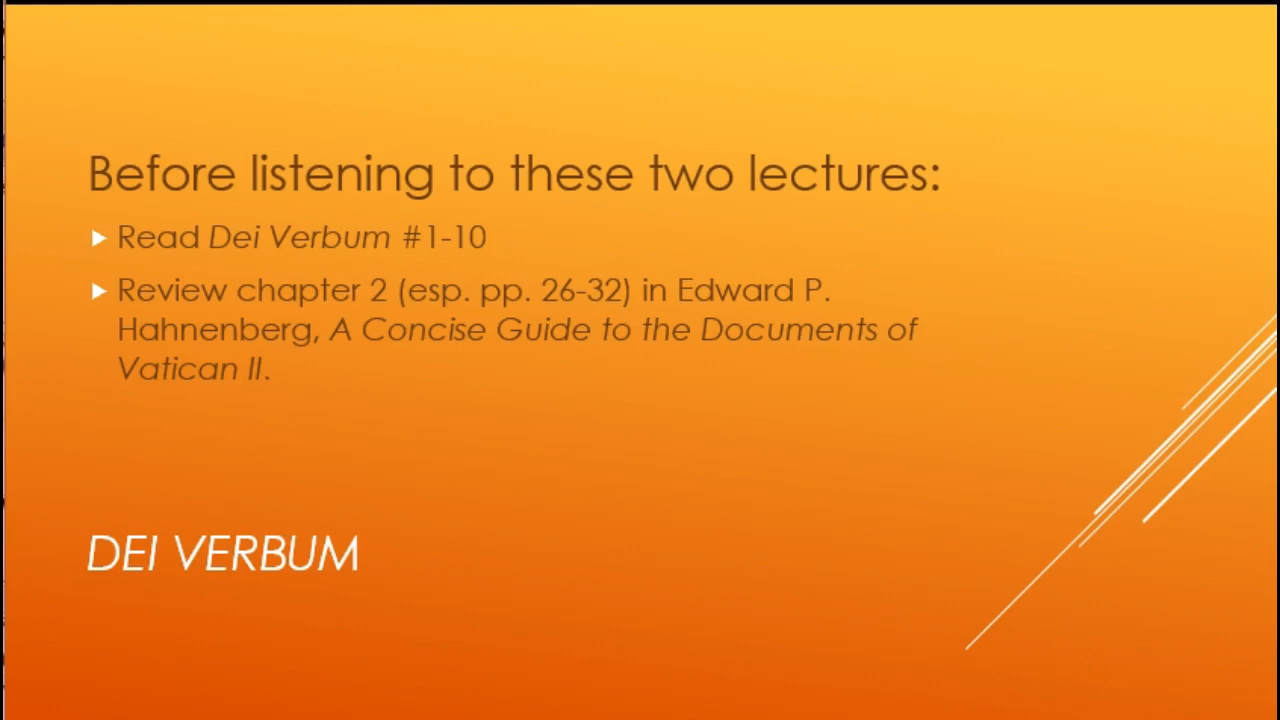 Before listening to these two lectures:
Read Dei Verbum #1-10
Review chapter 2 (esp. pp. 26-32) in Edward P.
Hahnenberg, A Concise Guide to the Documents of
Vatican II.
DEI VERBUM